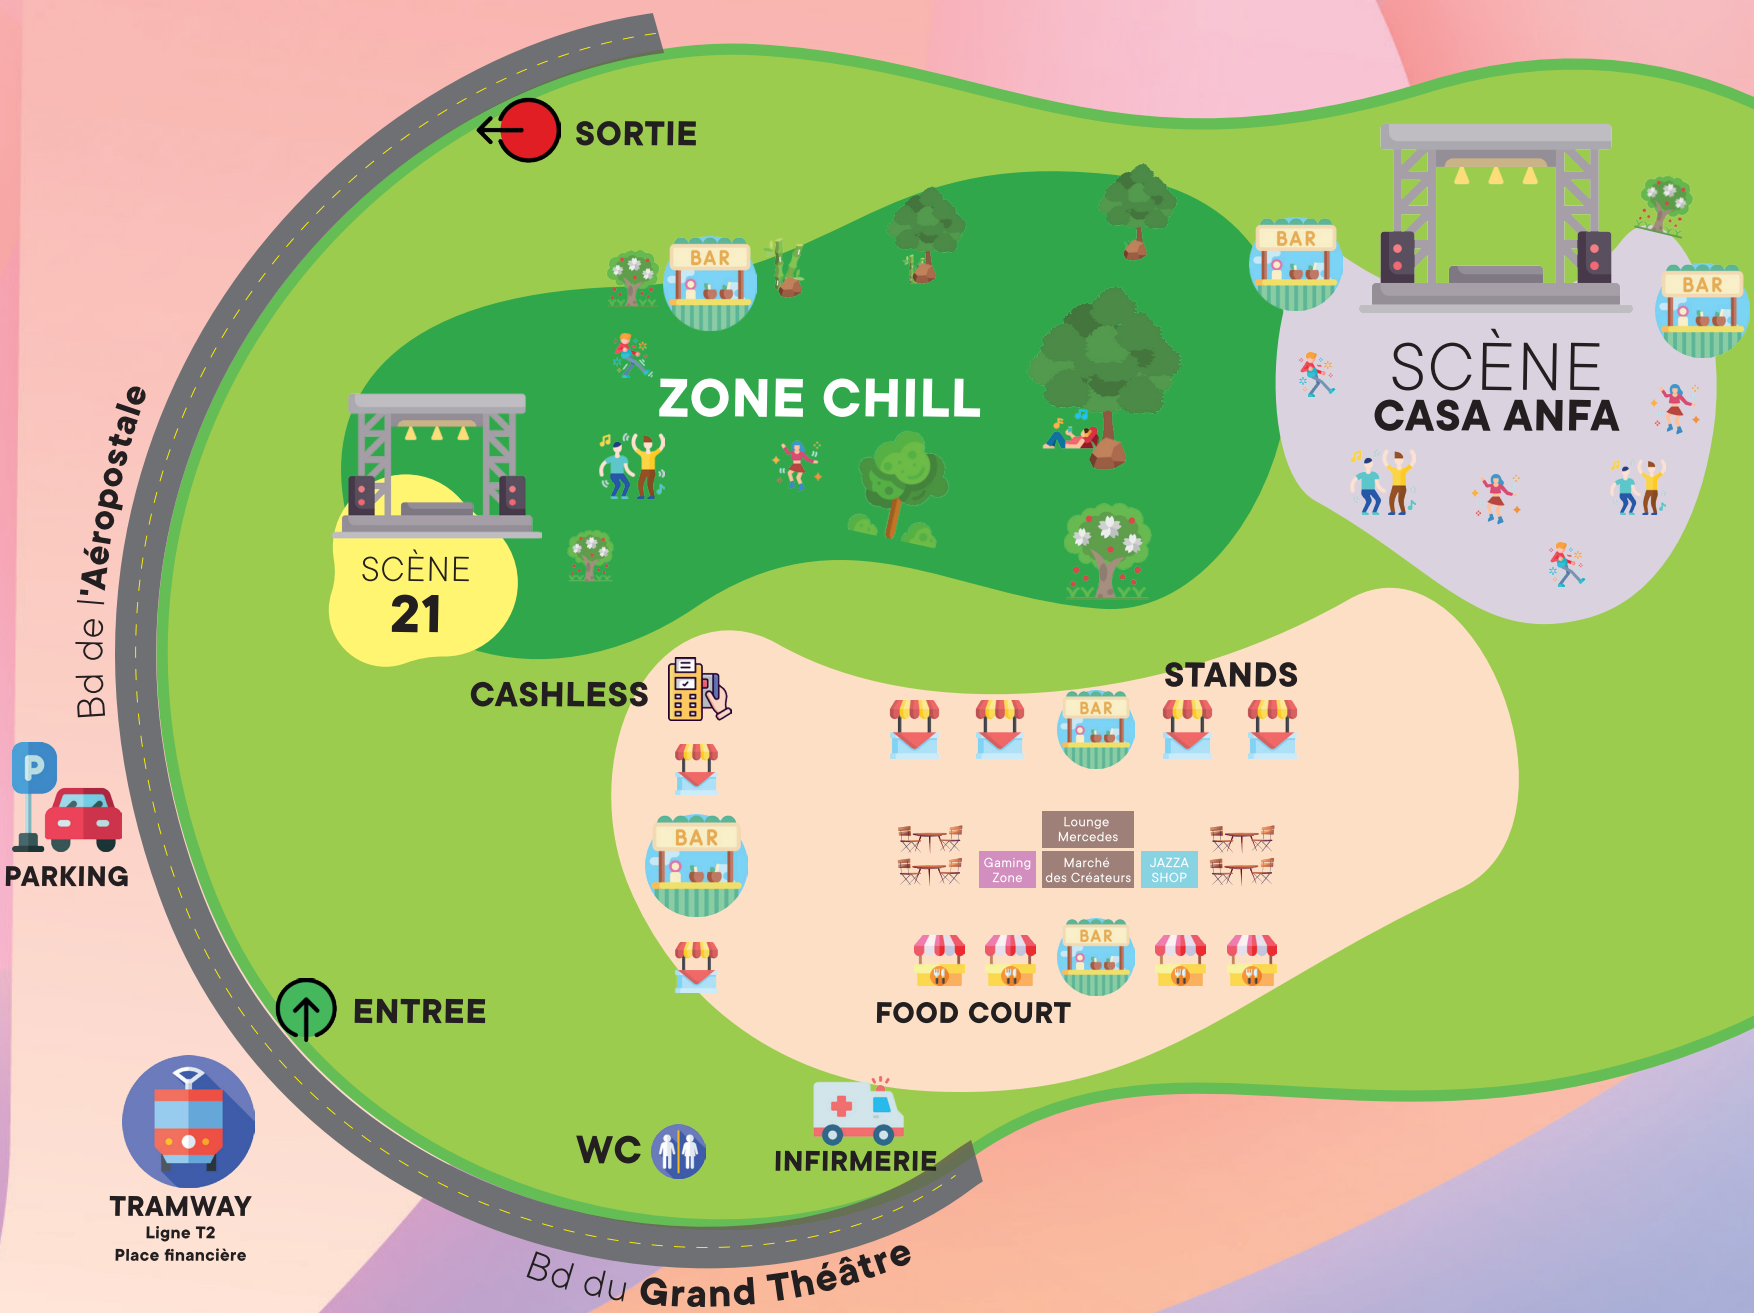 SORTIE
BAR
BAR
BAR
ZONE CHILL
SCÈNE
CASA ANFA
SCÈNE
21
Bd de l'Aéropostale
CASHLESS
STANDS
BAR
P
PARKING
BAR
Lounge
Mercedes
Gaming
Zone
Marché
des Créateurs
JAZZA
SHOP
BAR
FOOD COURT
ENTREE
WC
INFIRMERIE
TRAMWAY
Ligne T2
Place financière
Bd du Grand Théâtre